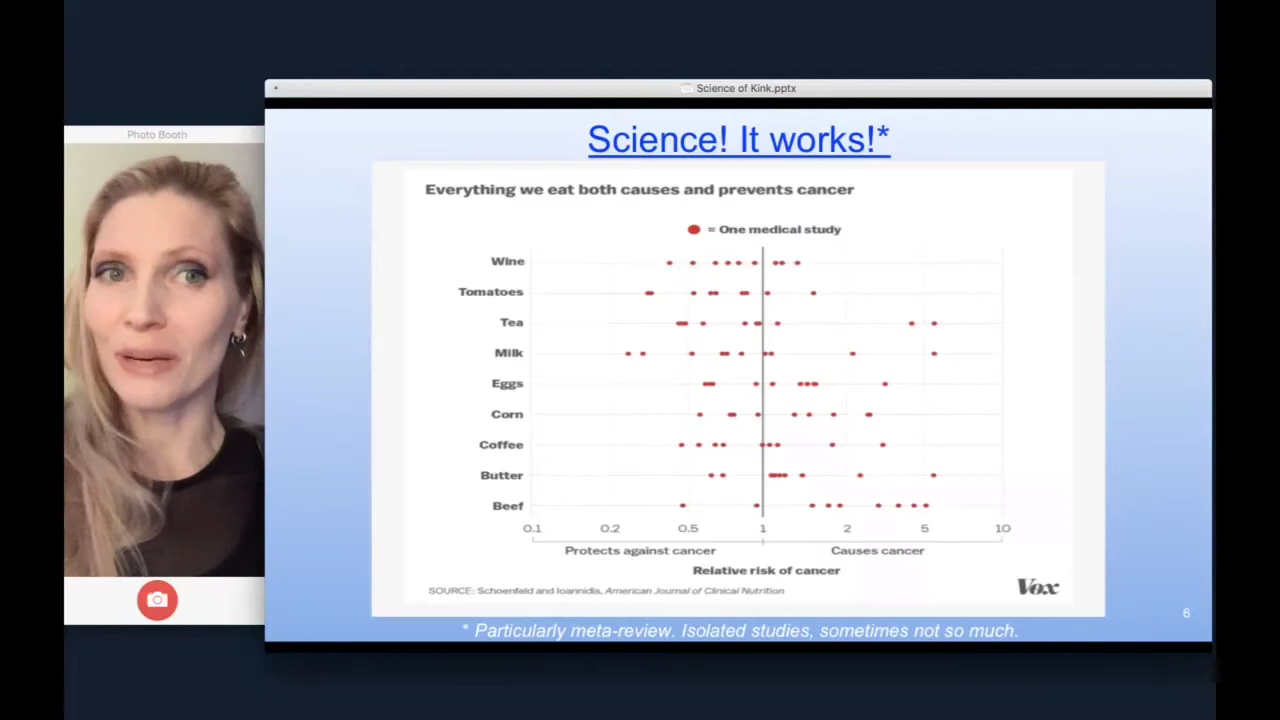 Science of Kink.pptx
Photo Booth
Science! It works!*
Everything we eat both causes and prevents cancer
= One medical study
Wine
Tomatoes
Tea
Milk
Eggs
Corn
Coffee
Butter
Beef
0.1 0.2 0.5 1 2 5 10
Protects against cancer Causes cancer
Relative risk of cancer
SOURCE: Schoenfeld and Ioannidis, American Journal of Clinical Nutrition
Vox
6
* Particularly meta-review. Isolated studies, sometimes not so much.